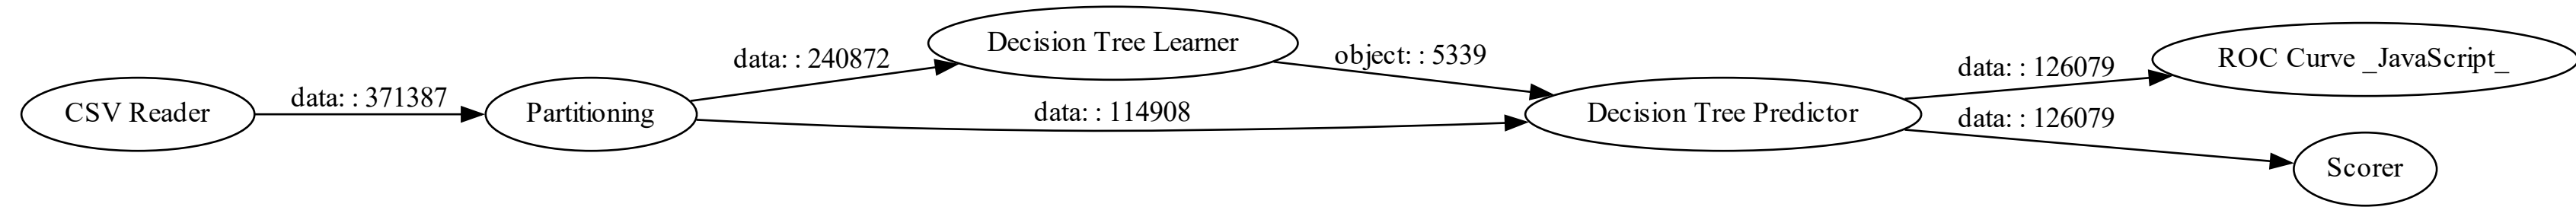 CSV Reader
data: : 371387
Partitioning
data: : 240872
Decision Tree Learner
object: : 5339
data: : 114908
Decision Tree Predictor
data: : 126079
ROC Curve _JavaScript_
data: : 126079
Scorer